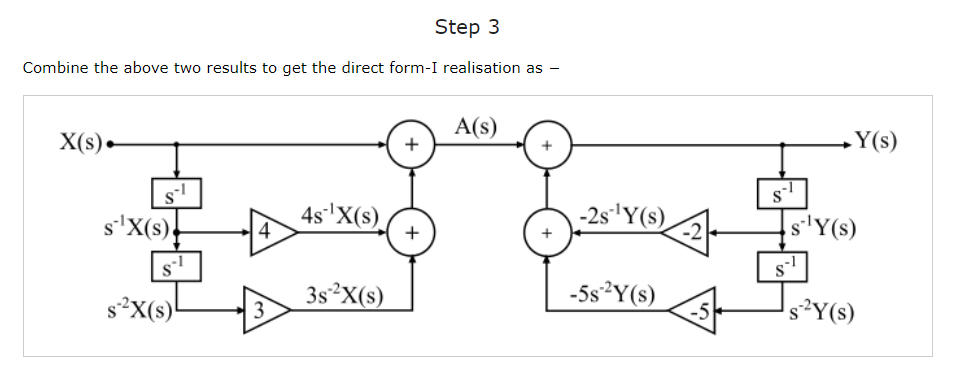 Step 3
Combine the above two results to get the direct form-I realisation as −
X(s) + A(s) + Y(s)
s⁻¹ s⁻¹
s⁻¹X(s) 4 4s⁻¹X(s) + + -2s⁻¹Y(s) -2 s⁻¹Y(s)
s⁻¹ s⁻¹
s⁻²X(s) 3 3s⁻²X(s) -5s⁻²Y(s) -5 s⁻²Y(s)